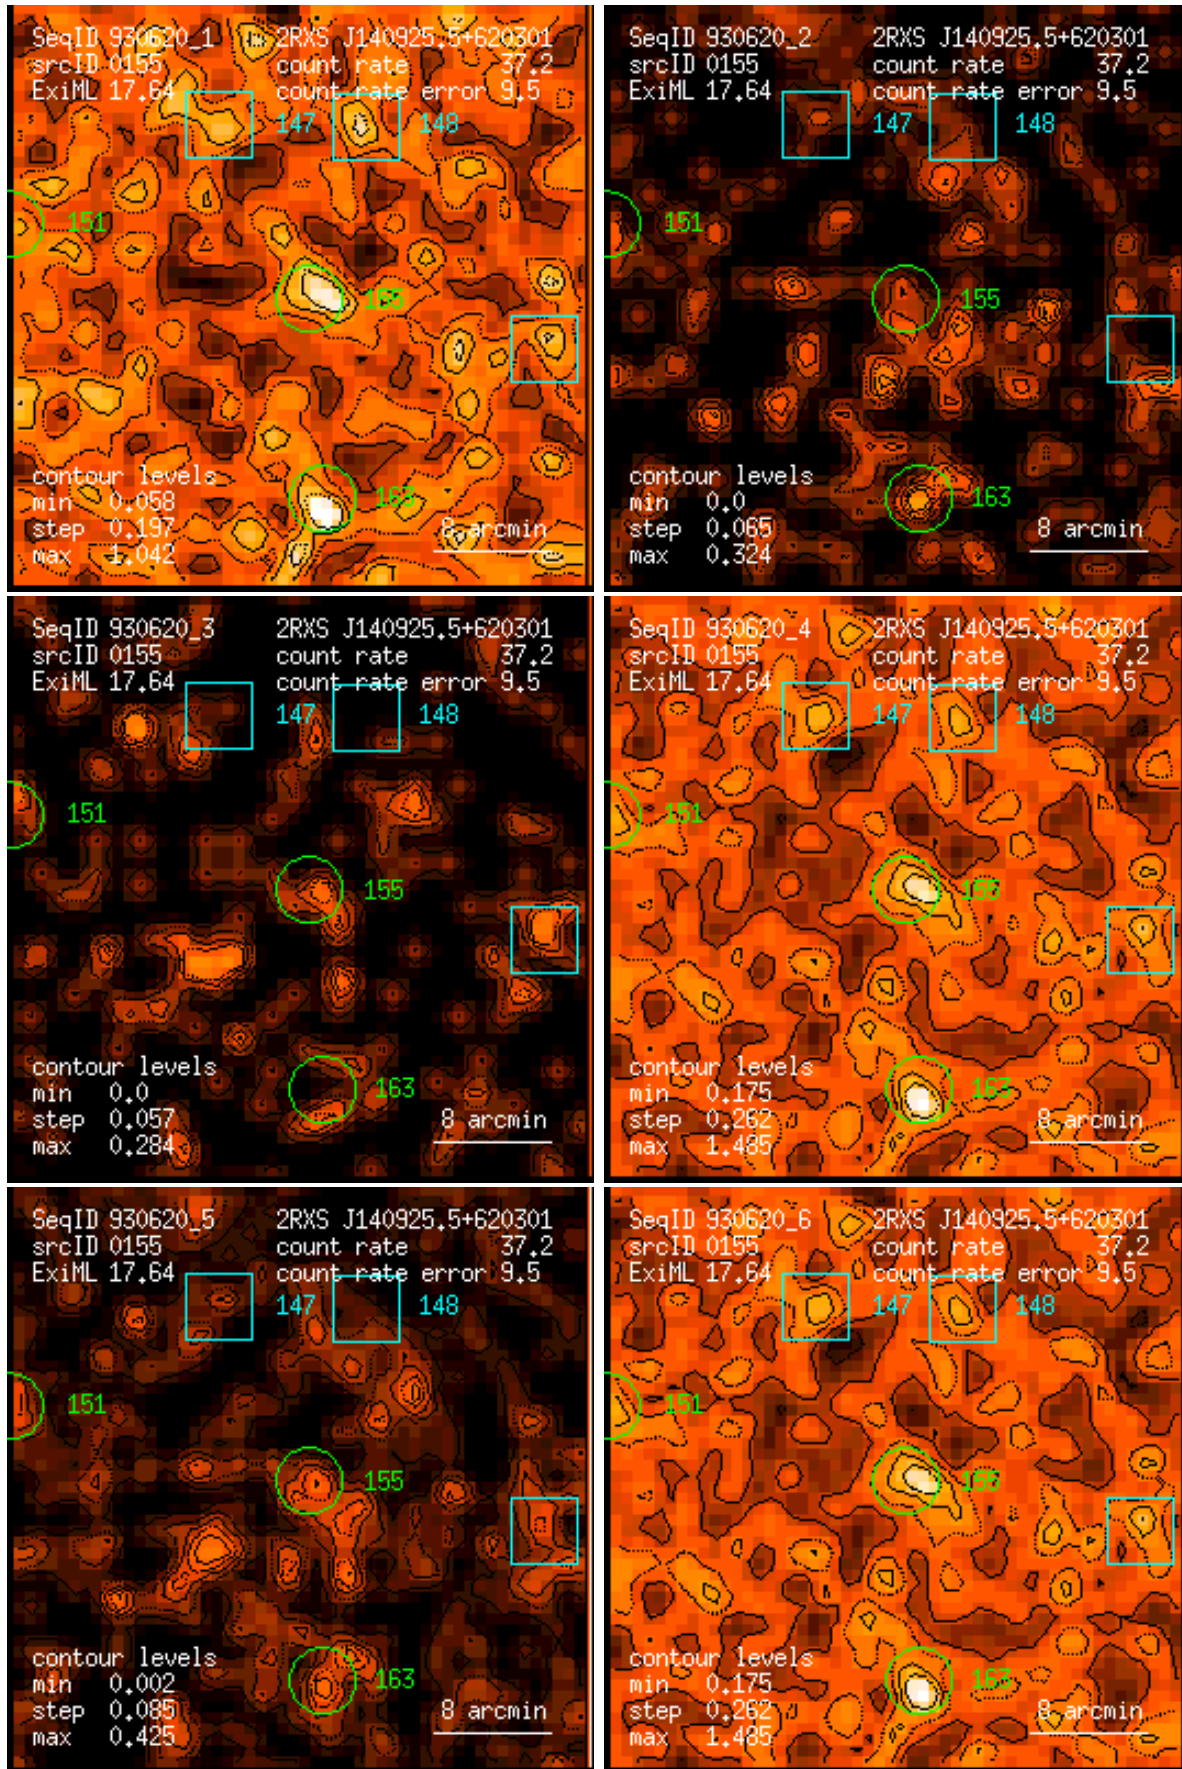 SeqID 930620_1 2RXS J140925.5+620301
srcID 0155 count rate 37.2
ExiML 17.64 count rate error 9.5
147 148
151
155
contour levels
min 0.058 163
step 0.197 8 arcmin
max 1.042
SeqID 930620_2 2RXS J140925.5+620301
srcID 0155 count rate 37.2
ExiML 17.64 count rate error 9.5
147 148
151
155
contour levels
min 0.0 163
step 0.065 8 arcmin
max 0.324
SeqID 930620_3 2RXS J140925.5+620301
srcID 0155 count rate 37.2
ExiML 17.64 count rate error 9.5
147 148
151
155
contour levels
min 0.0 163
step 0.057 8 arcmin
max 0.284
SeqID 930620_4 2RXS J140925.5+620301
srcID 0155 count rate 37.2
ExiML 17.64 count rate error 9.5
147 148
151
155
contour levels
min 0.175 163
step 0.262 8 arcmin
max 1.485
SeqID 930620_5 2RXS J140925.5+620301
srcID 0155 count rate 37.2
ExiML 17.64 count rate error 9.5
147 148
151
155
contour levels
min 0.002 163
step 0.085 8 arcmin
max 0.425
SeqID 930620_6 2RXS J140925.5+620301
srcID 0155 count rate 37.2
ExiML 17.64 count rate error 9.5
147 148
151
155
contour levels
min 0.175 163
step 0.262 8 arcmin
max 1.485